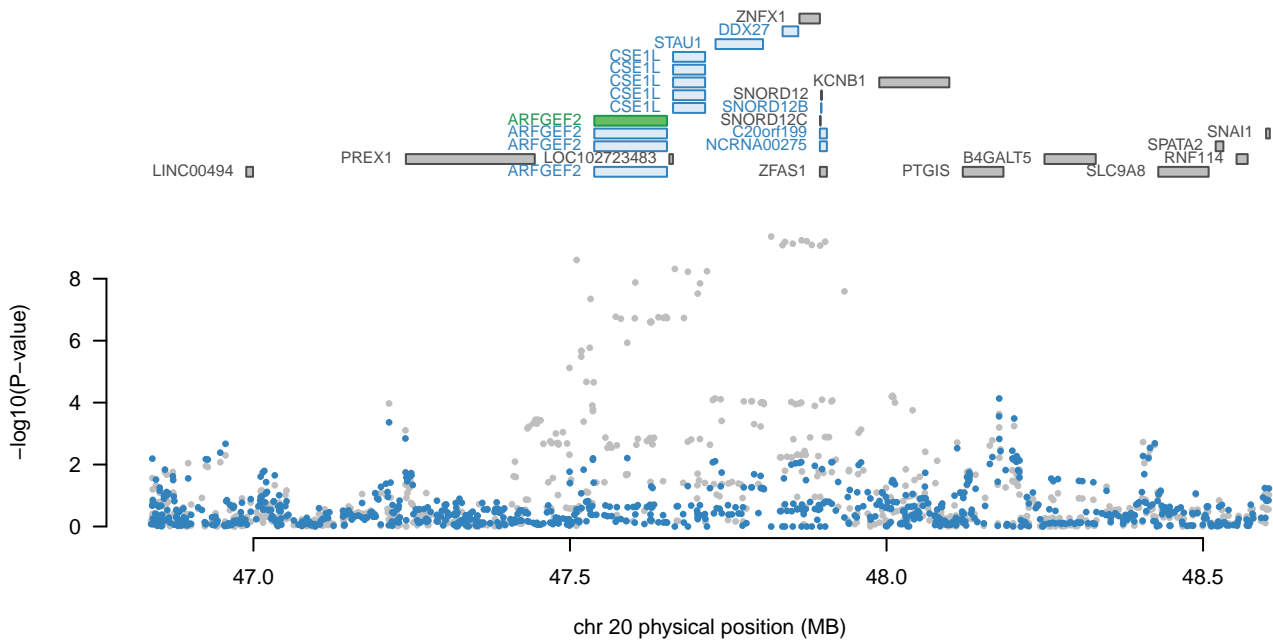 ZNFX1
DDX27
STAU1
CSE1L
CSE1L
CSE1L KCNB1
CSE1L SNORD12
CSE1L SNORD12B
ARFGEF2 SNORD12C
ARFGEF2 C20orf199 SNAI1
ARFGEF2 NCRNA00275 SPATA2
PREX1 LOC102723483 B4GALT5 RNF114
LINC00494 ARFGEF2 ZFAS1 PTGIS SLC9A8
8
6
4
2
0
−log10(P−value)
47.0 47.5 48.0 48.5
chr 20 physical position (MB)